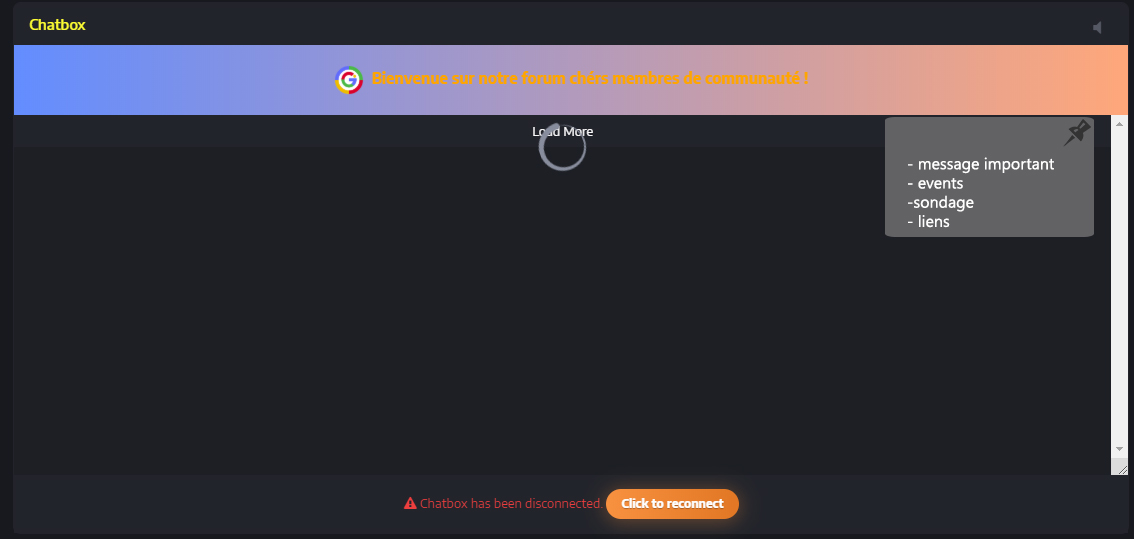 Chatbox
G Bienvenue sur notre forum chérs membres de communauté !
Load More
- message important
- events
-sondage
- liens
Chatbox has been disconnected. Click to reconnect